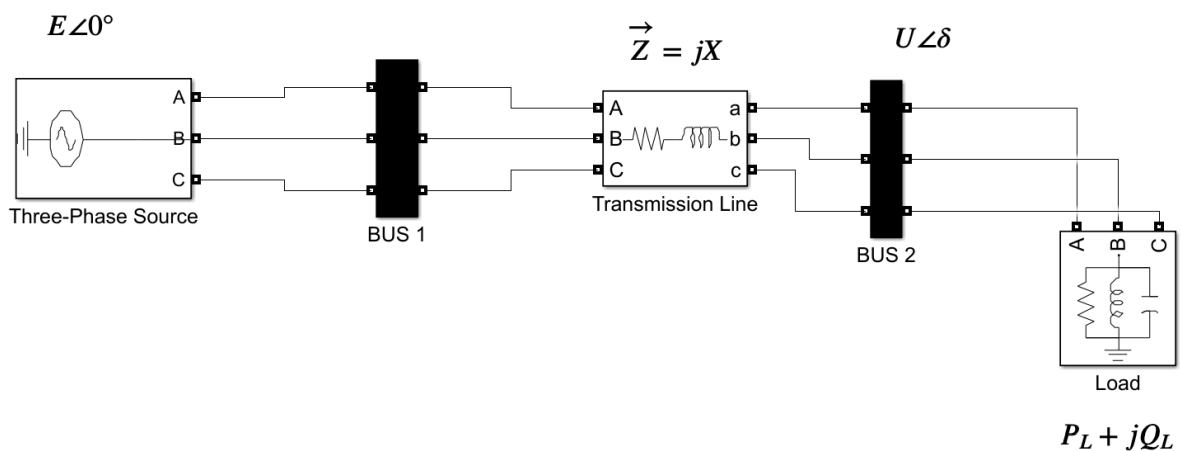 E∠0°
Z⃗ = jX
U∠δ
A
B
C
Three-Phase Source
BUS 1
A
B
C
a
b
c
Transmission Line
BUS 2
A
B
C
Load
P_L + jQ_L